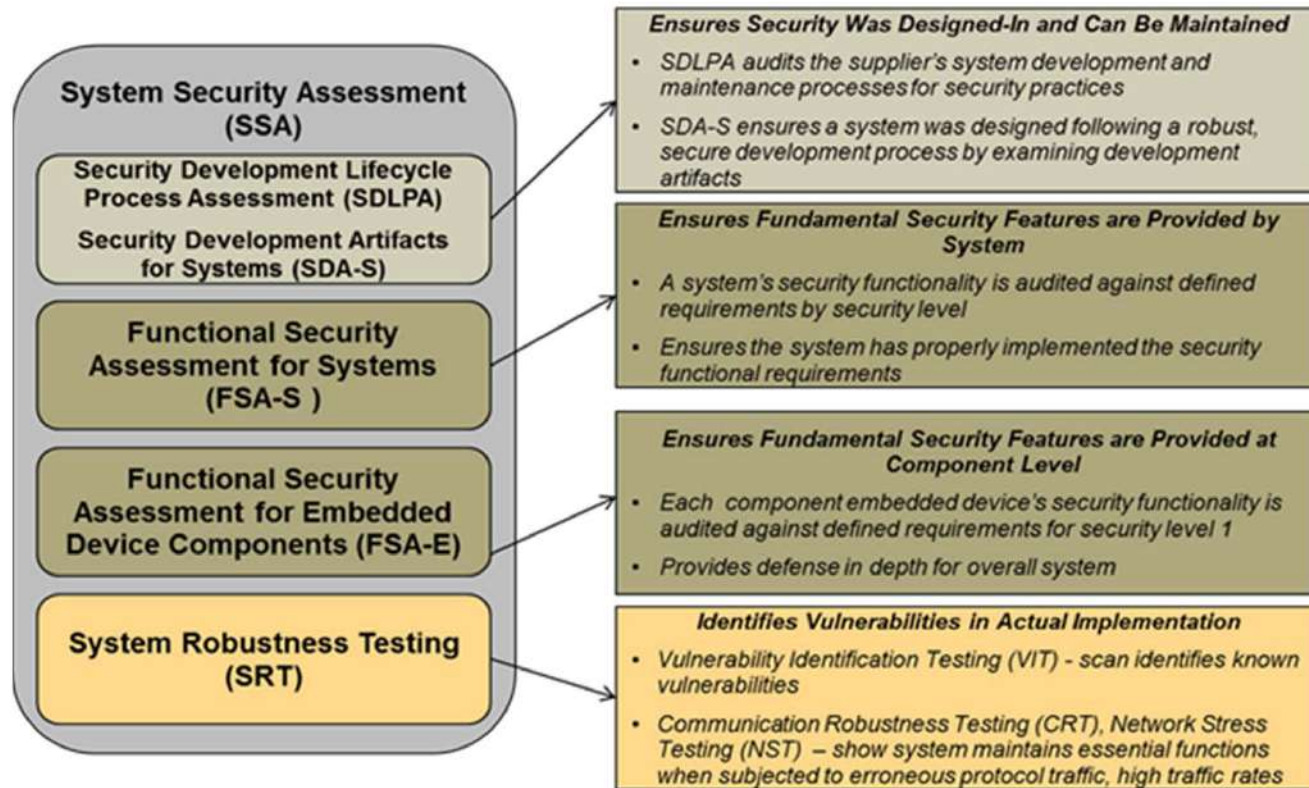 System Security Assessment
(SSA)
Security Development Lifecycle
Process Assessment (SDLPA)
Security Development Artifacts
for Systems (SDA-S)
Functional Security
Assessment for Systems
(FSA-S )
Functional Security
Assessment for Embedded
Device Components (FSA-E)
System Robustness Testing
(SRT)
Ensures Security Was Designed-In and Can Be Maintained
• SDLPA audits the supplier's system development and
maintenance processes for security practices
• SDA-S ensures a system was designed following a robust,
secure development process by examining development
artifacts
Ensures Fundamental Security Features are Provided by
System
• A system's security functionality is audited against defined
requirements by security level
• Ensures the system has properly implemented the security
functional requirements
Ensures Fundamental Security Features are Provided at
Component Level
• Each component embedded device's security functionality is
audited against defined requirements for security level 1
• Provides defense in depth for overall system
Identifies Vulnerabilities in Actual Implementation
• Vulnerability Identification Testing (VIT) - scan identifies known
vulnerabilities
• Communication Robustness Testing (CRT), Network Stress
Testing (NST) – show system maintains essential functions
when subjected to erroneous protocol traffic, high traffic rates